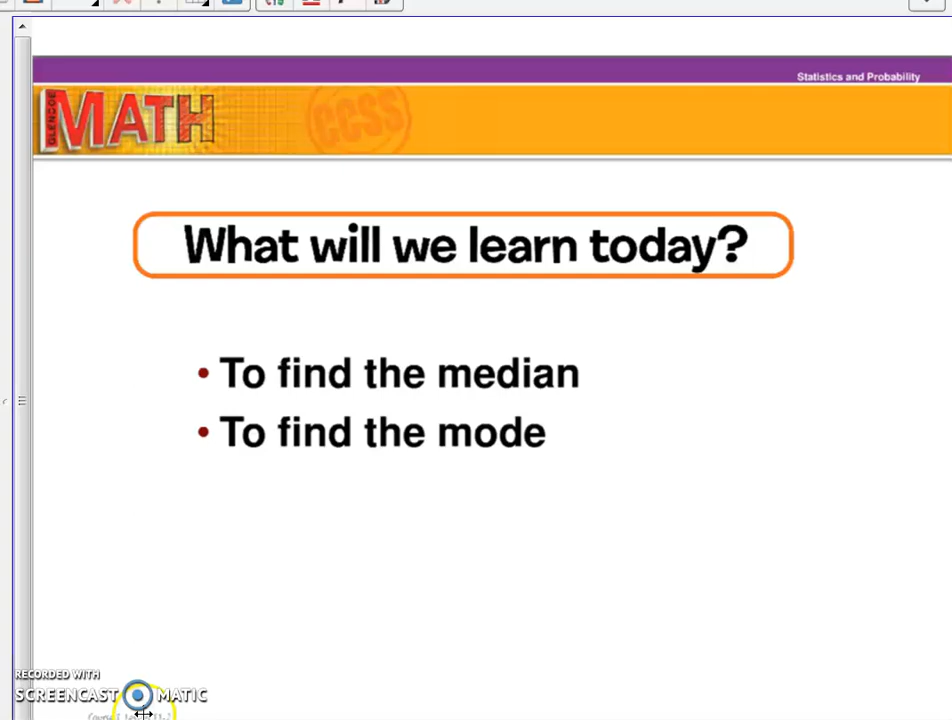 Statistics and Probability
GLENCOE
MATH
CCSS
What will we learn today?
• To find the median
• To find the mode
RECORDED WITH
SCREENCAST MATIC